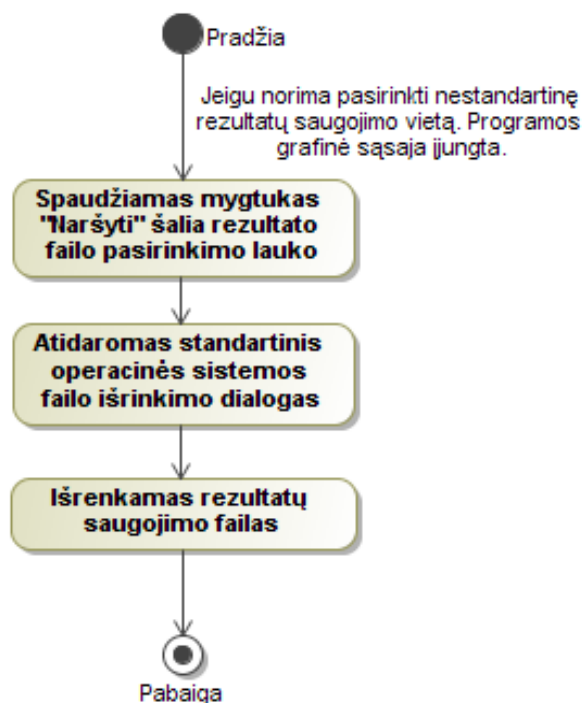 Pradžia
Jeigu norima pasirinkti nestandartinę
rezultatų saugojimo vietą. Programos
grafinė sąsaja įjungta.
Spaudžiamas mygtukas
"Naršyti" šalia rezultato
failo pasirinkimo lauko
Atidaromas standartinis
operacinės sistemos
failo išrinkimo dialogas
Išrenkamas rezultatų
saugojimo failas
Pabaiga